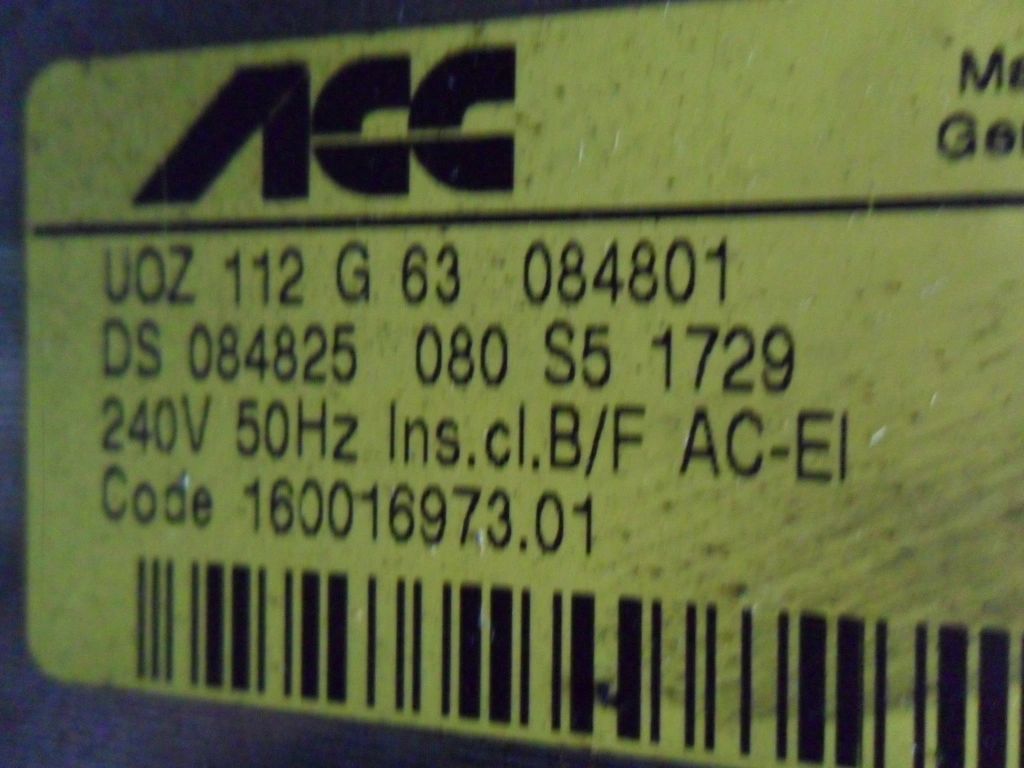 ACC
Ma
Ge
UOZ 112 G 63 084801
DS 084825 080 S5 1729
240V 50Hz Ins.cl.B/F AC-EI
Code 160016973.01